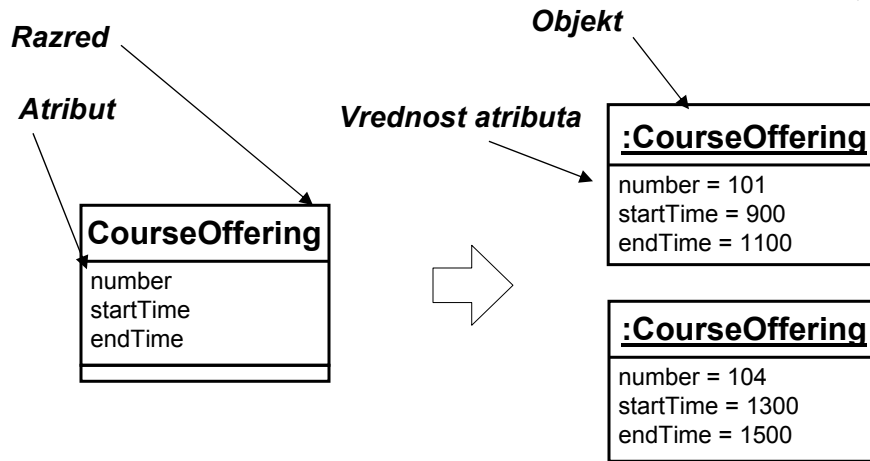 Razred
Atribut
CourseOffering
number
startTime
endTime
Objekt
Vrednost atributa
:CourseOffering
number = 101
startTime = 900
endTime = 1100
:CourseOffering
number = 104
startTime = 1300
endTime = 1500